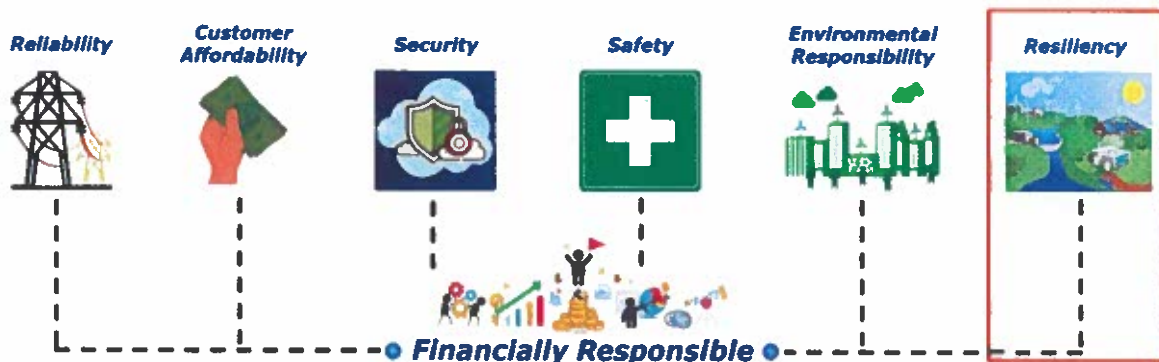 Reliability
Customer
Affordability
Security
Safety
Environmental
Responsibility
Resiliency
Financially Responsible